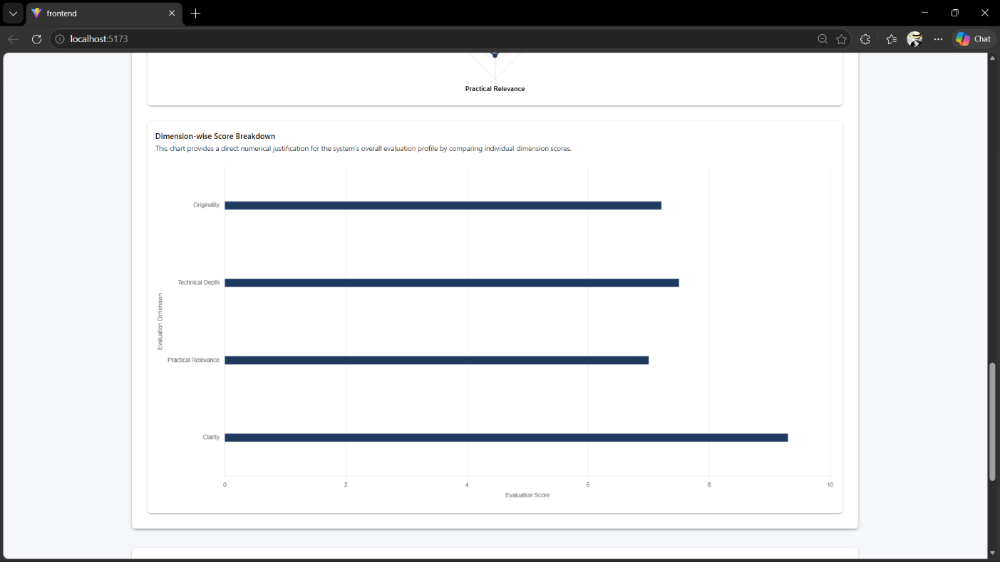 frontend
localhost:5173
Chat
Practical Relevance
Dimension-wise Score Breakdown
This chart provides a direct numerical justification for the system's overall evaluation profile by comparing individual dimension scores.
Originality
Technical Depth
Evaluation Dimension
Practical Relevance
Clarity
0 2 4 6 8 10
Evaluation Score